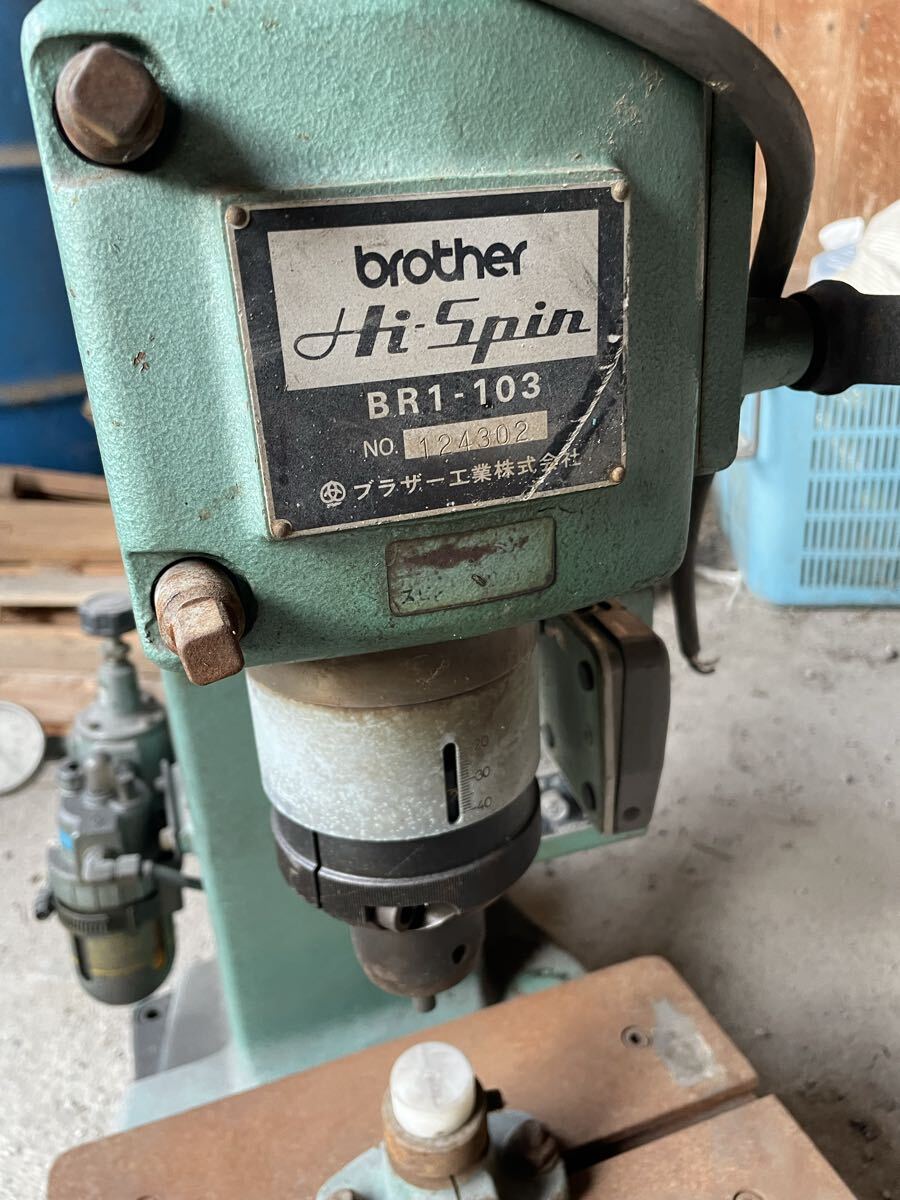 brother
Hi-Spin
BR1-103
NO. 124302
ブラザー工業株式会社
20
30
40